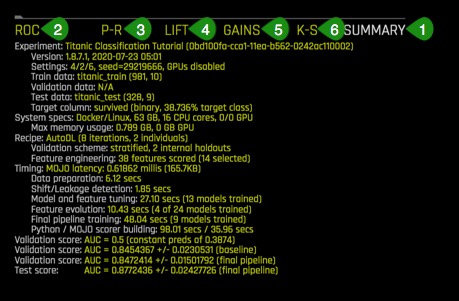 ROC 2 P-R 3 LIFT 4 GAINS 5 K-S 6 SUMMARY 1
Experiment: Titanic Classification Tutorial (0bd100fa-cca1-11ea-b562-0242ac110002)
Version: 1.8.7.1, 2020-07-23 05:01
Settings: 4/2/6, seed=29219666, GPUs disabled
Train data: titanic_train (981, 10)
Validation data: N/A
Test data: titanic_test (328, 9)
Target column: survived (binary, 38.736% target class)
System specs: Docker/Linux, 63 GB, 16 CPU cores, 0/0 GPU
Max memory usage: 0.789 GB, 0 GB GPU
Recipe: AutoDL (8 iterations, 2 individuals)
Validation scheme: stratified, 2 internal holdouts
Feature engineering: 38 features scored (14 selected)
Timing: MOJO latency: 0.61862 millis (165.7KB)
Data preparation: 6.12 secs
Shift/Leakage detection: 1.85 secs
Model and feature tuning: 27.10 secs (13 models trained)
Feature evolution: 10.43 secs (4 of 24 models trained)
Final pipeline training: 48.04 secs (9 models trained)
Python / MOJO scorer building: 98.01 secs / 35.96 secs
Validation score: AUC = 0.5 (constant preds of 0.3874)
Validation score: AUC = 0.8454367 +/- 0.0230531 (baseline)
Validation score: AUC = 0.8472414 +/- 0.01501792 (final pipeline)
Test score: AUC = 0.8772436 +/- 0.02427726 (final pipeline)